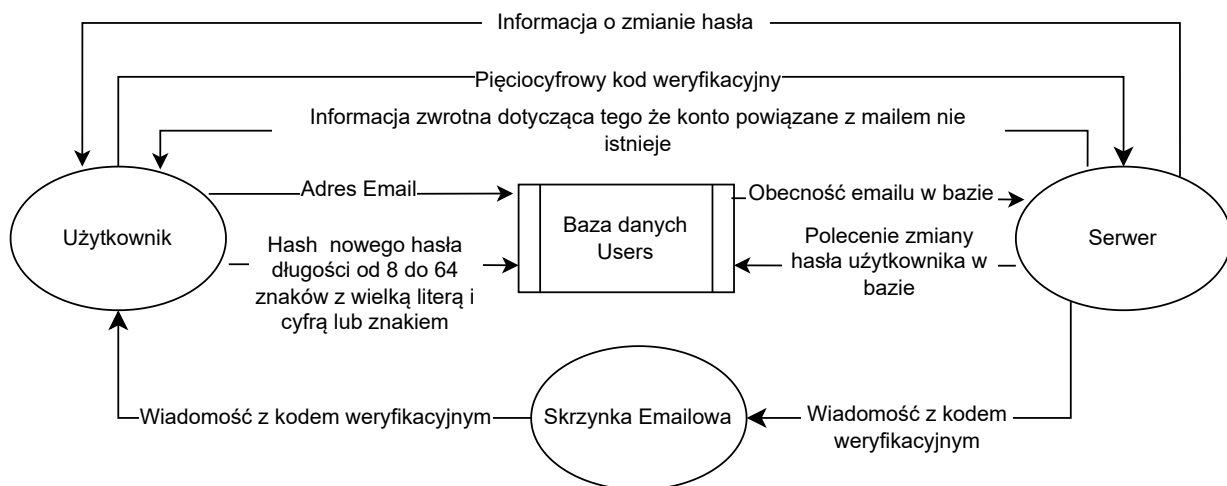 Informacja o zmianie hasła
Pięciocyfrowy kod weryfikacyjny
Informacja zwrotna dotycząca tego że konto powiązane z mailem nie
istnieje
Adres Email
Obecność emailu w bazie
Użytkownik
Baza danych
Users
Serwer
Hash nowego hasła
długości od 8 do 64
znaków z wielką literą i
cyfrą lub znakiem
Polecenie zmiany
hasła użytkownika w
bazie
Wiadomość z kodem weryfikacyjnym
Skrzynka Emailowa
Wiadomość z kodem
weryfikacyjnym